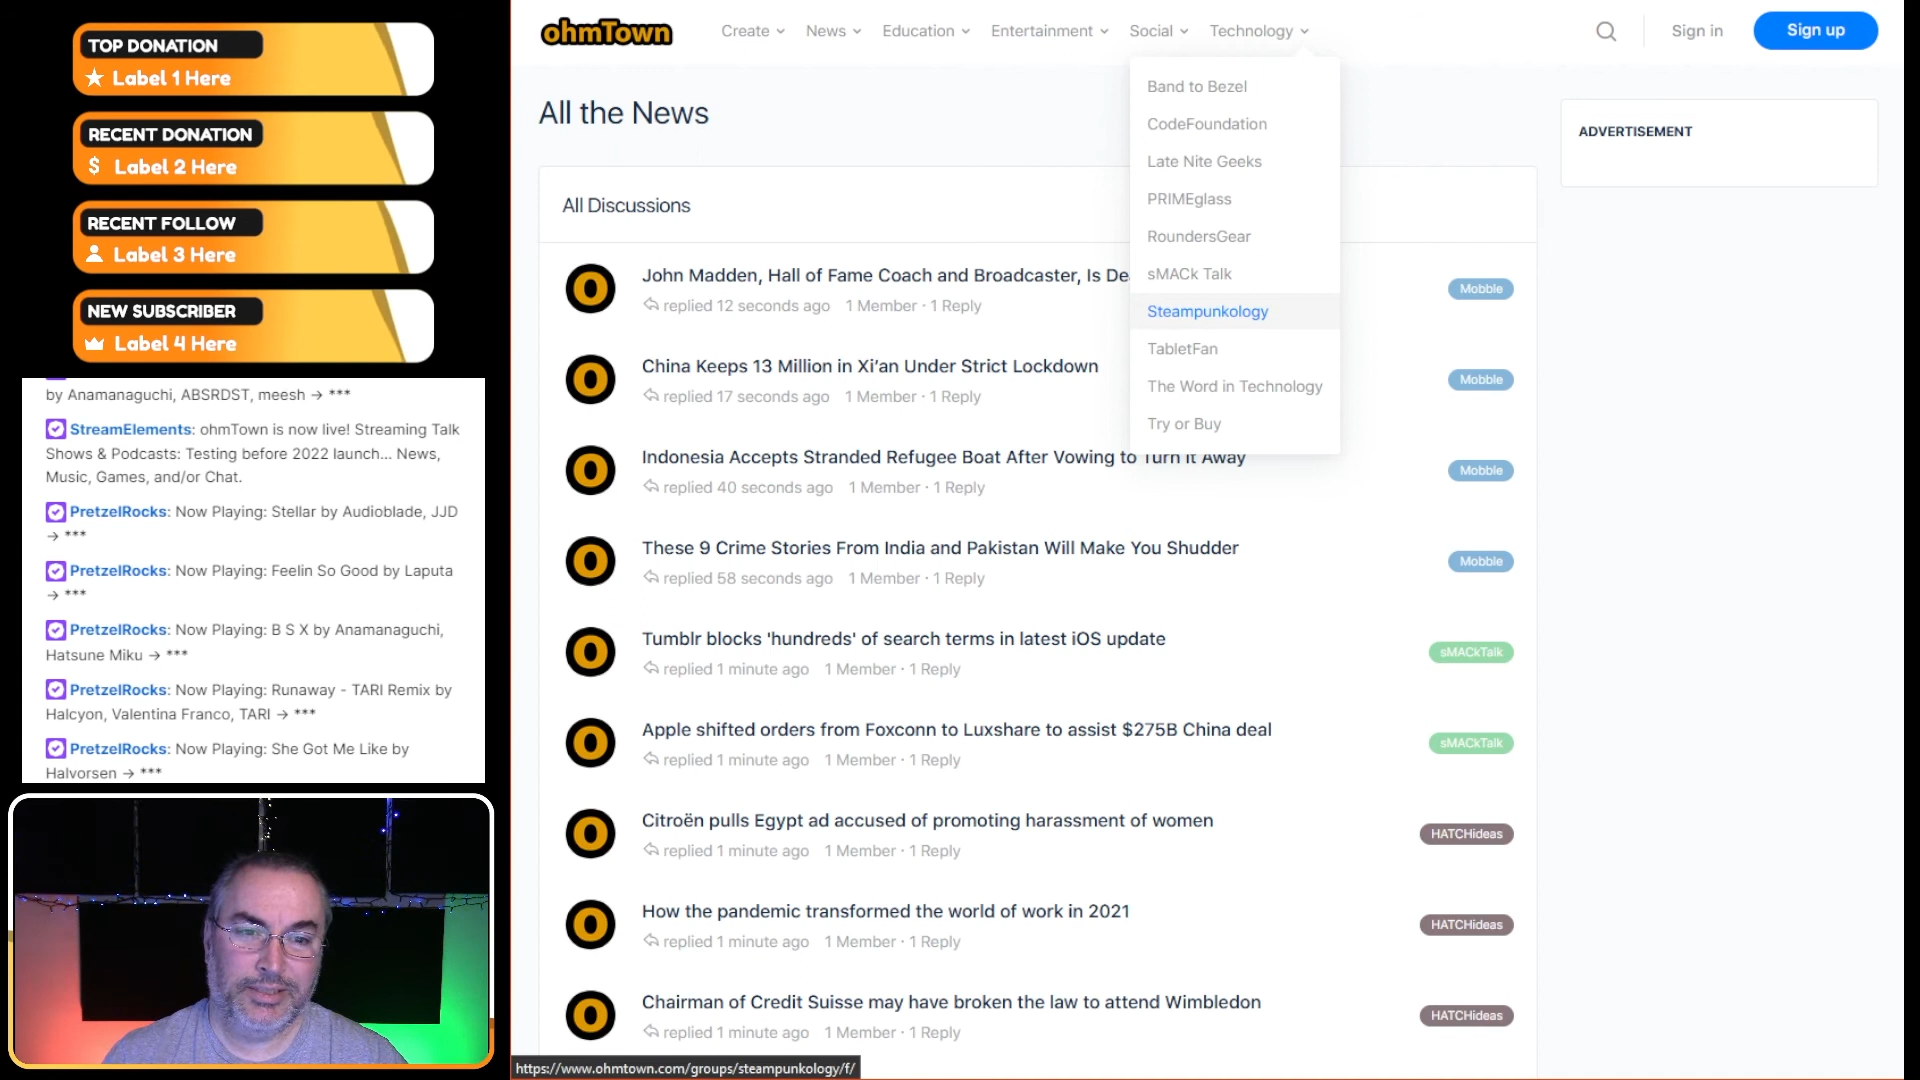 TOP DONATION
Label 1 Here
RECENT DONATION
$ Label 2 Here
RECENT FOLLOW
Label 3 Here
NEW SUBSCRIBER
Label 4 Here
by Anamanaguchi, ABSRDST, meesh → ***
StreamElements: ohmTown is now live! Streaming Talk
Shows & Podcasts: Testing before 2022 launch... News,
Music, Games, and/or Chat.
PretzelRocks: Now Playing: Stellar by Audioblade, JJD
→ ***
PretzelRocks: Now Playing: Feelin So Good by Laputa
→ ***
PretzelRocks: Now Playing: B S X by Anamanaguchi,
Hatsune Miku → ***
PretzelRocks: Now Playing: Runaway - TARI Remix by
Halcyon, Valentina Franco, TARI → ***
PretzelRocks: Now Playing: She Got Me Like by
Halvorsen → ***
ohmTown
Create News Education Entertainment Social Technology
Sign in Sign up
Band to Bezel
CodeFoundation
Late Nite Geeks
PRIMEglass
RoundersGear
sMACk Talk
Steampunkology
TabletFan
The Word in Technology
Try or Buy
All the News
ADVERTISEMENT
All Discussions
O John Madden, Hall of Fame Coach and Broadcaster, Is De
replied 12 seconds ago 1 Member · 1 Reply
Mobble
O China Keeps 13 Million in Xi’an Under Strict Lockdown
replied 17 seconds ago 1 Member · 1 Reply
Mobble
O Indonesia Accepts Stranded Refugee Boat After Vowing to Turn it Away
replied 40 seconds ago 1 Member · 1 Reply
Mobble
O These 9 Crime Stories From India and Pakistan Will Make You Shudder
replied 58 seconds ago 1 Member · 1 Reply
Mobble
O Tumblr blocks 'hundreds' of search terms in latest iOS update
replied 1 minute ago 1 Member · 1 Reply
sMACkTalk
O Apple shifted orders from Foxconn to Luxshare to assist $275B China deal
replied 1 minute ago 1 Member · 1 Reply
sMACkTalk
O Citroën pulls Egypt ad accused of promoting harassment of women
replied 1 minute ago 1 Member · 1 Reply
HATCHideas
O How the pandemic transformed the world of work in 2021
replied 1 minute ago 1 Member · 1 Reply
HATCHideas
O Chairman of Credit Suisse may have broken the law to attend Wimbledon
replied 1 minute ago 1 Member · 1 Reply
HATCHideas
https://www.ohmtown.com/groups/steampunkology/f/